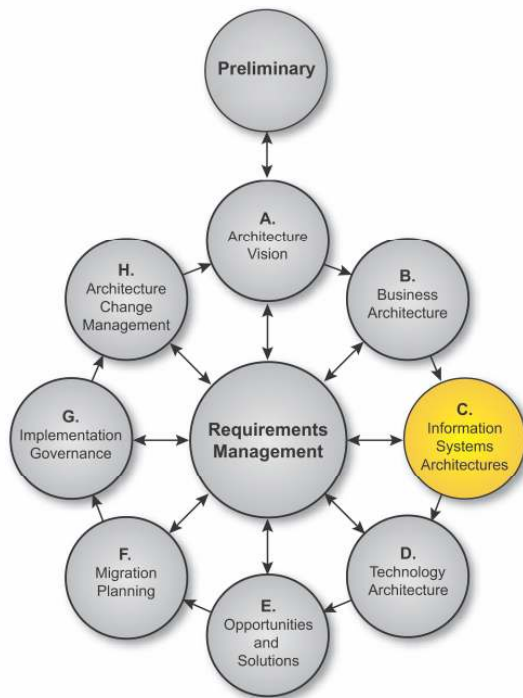 Preliminary
A.
Architecture
Vision
B.
Business
Architecture
C.
Information
Systems
Architectures
D.
Technology
Architecture
E.
Opportunities
and
Solutions
F.
Migration
Planning
G.
Implementation
Governance
H.
Architecture
Change
Management
Requirements
Management